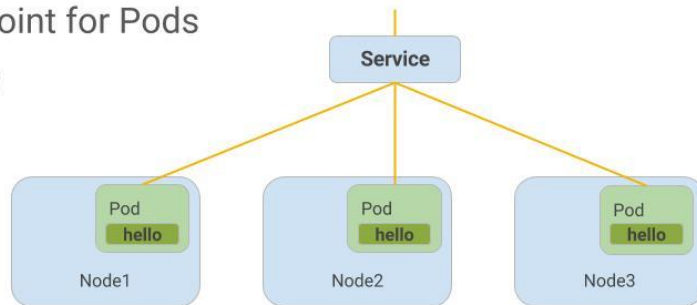 oint for Pods
Service
Pod
hello
Node1
Pod
hello
Node2
Pod
hello
Node3